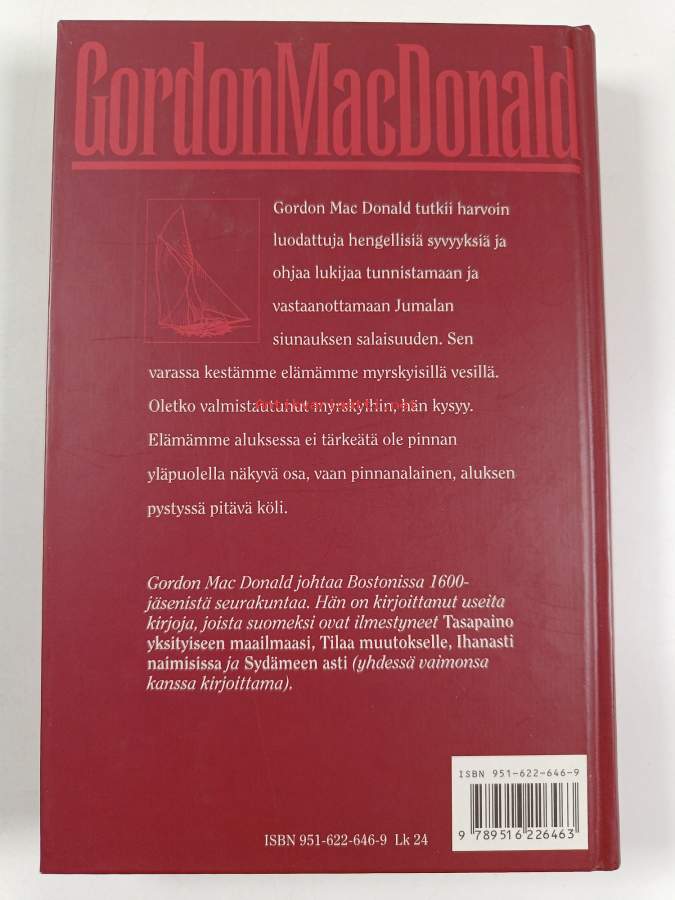 GordonMacDonald
Gordon Mac Donald tutkii harvoin
luodattuja hengellisiä syvyyksiä ja
ohjaa lukijaa tunnistamaan ja
vastaanottamaan Jumalan
siunauksen salaisuuden. Sen
varassa kestämme elämämme myrskyisillä vesillä.
Oletko valmistautunut myrskyihin, hän kysyy.
Antikvariaatti.net
Elämämme aluksessa ei tärkeätä ole pinnan
yläpuolella näkyvä osa, vaan pinnanalainen, aluksen
pystyssä pitävä köli.
Gordon Mac Donald johtaa Bostonissa 1600-
jäsenistä seurakuntaa. Hän on kirjoittanut useita
kirjoja, joista suomeksi ovat ilmestyneet Tasapaino
yksityiseen maailmaasi, Tilaa muutokselle, Ihanasti
naimisissa ja Sydämeen asti (yhdessä vaimonsa
kanssa kirjoittama).
ISBN 951-622-646-9
9 789516 226463
ISBN 951-622-646-9 Lk 24